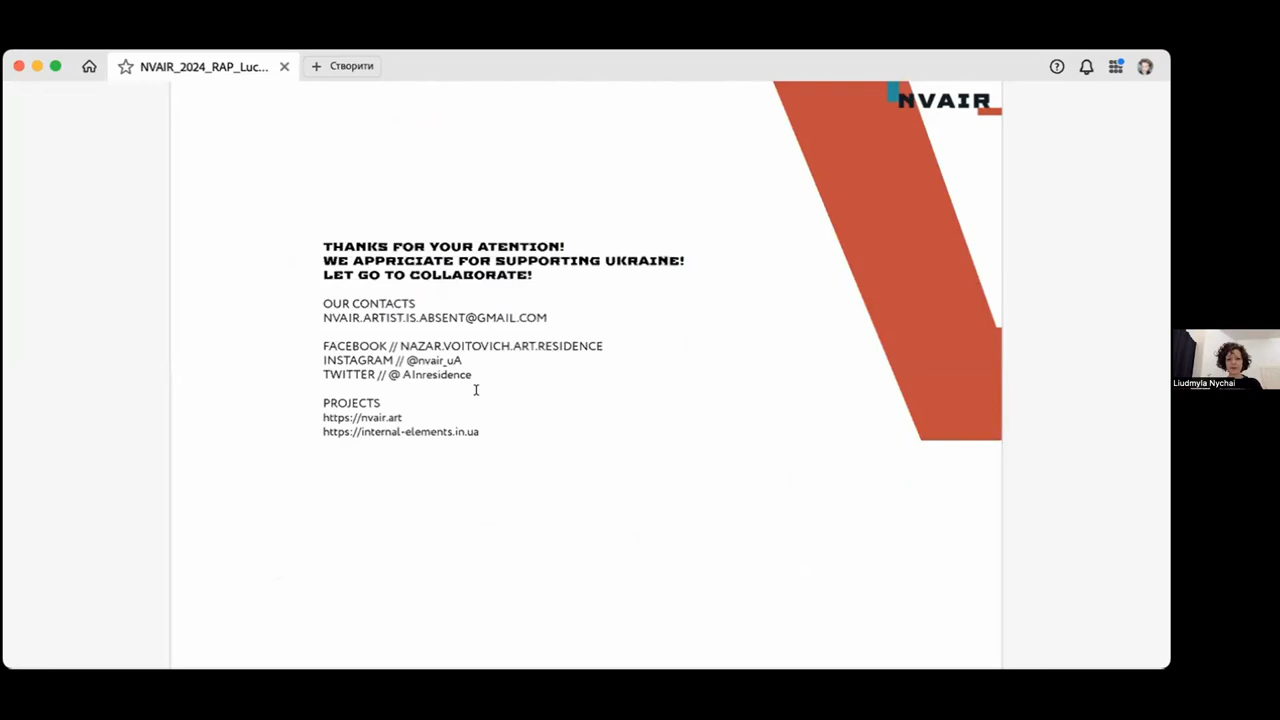 NVAIR_2024_RAP_Luc...
Створити
NVAIR
THANKS FOR YOUR ATENTION!
WE APPRICIATE FOR SUPPORTING UKRAINE!
LET GO TO COLLABORATE!
OUR CONTACTS
NVAIR.ARTIST.IS.ABSENT@GMAIL.COM
FACEBOOK // NAZAR.VOITOVICH.ART.RESIDENCE
INSTAGRAM // @nvair_uA
TWITTER // @ AInresidence
PROJECTS
https://nvair.art
https://internal-elements.in.ua
Liudmyla Nychai